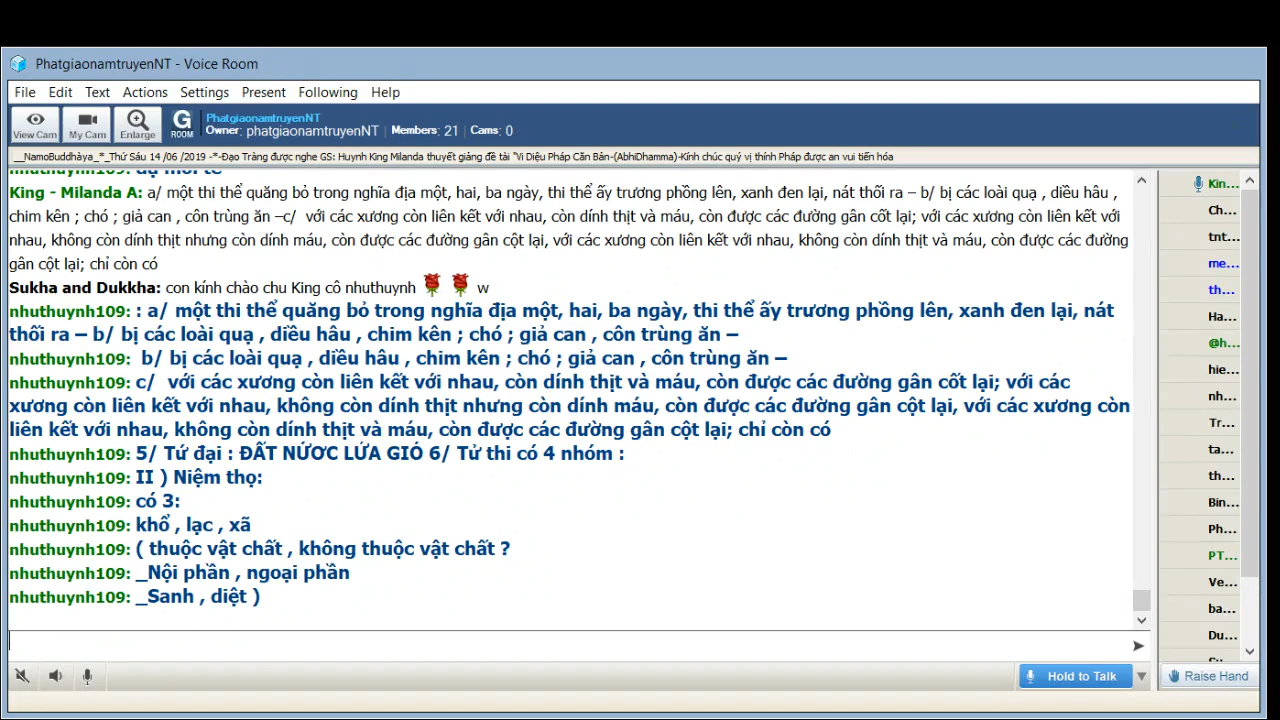 PhatgiaonamtruyenNT - Voice Room
File Edit Text Actions Settings Present Following Help
View Cam My Cam Enlarge G ROOM
PhatgiaonamtruyenNT
Owner: phatgiaonamtruyenNT | Members: 21 | Cams: 0
__NamoBuddhàya_*_Thứ Sáu 14 /06 /2019 -*-Đạo Tràng được nghe GS: Huynh King Milanda thuyết giảng đề tài "Vi Diệu Pháp Căn Bản-(AbhiDhamma)-Kính chúc quý vị thính Pháp được an vui tiến hóa
King - Milanda A: a/ một thi thể quăng bỏ trong nghĩa địa một, hai, ba ngày, thi thể ấy trương phồng lên, xanh đen lại, nát thối ra – b/ bị các loài quạ , diều hâu ,
chim kên ; chó ; giả can , côn trùng ăn –c/ với các xương còn liên kết với nhau, còn dính thịt và máu, còn được các đường gân cốt lại; với các xương còn liên kết với
nhau, không còn dính thịt nhưng còn dính máu, còn được các đường gân cột lại, với các xương còn liên kết với nhau, không còn dính thịt và máu, còn được các đường
gân cột lại; chỉ còn có
Sukha and Dukkha: con kính chào chu King cô nhuthuynh w
nhuthuynh109: : a/ một thi thể quăng bỏ trong nghĩa địa một, hai, ba ngày, thi thể ấy trương phồng lên, xanh đen lại, nát
thối ra – b/ bị các loài quạ , diều hâu , chim kên ; chó ; giả can , côn trùng ăn –
nhuthuynh109: b/ bị các loài quạ , diều hâu , chim kên ; chó ; giả can , côn trùng ăn –
nhuthuynh109: c/ với các xương còn liên kết với nhau, còn dính thịt và máu, còn được các đường gân cốt lại; với các
xương còn liên kết với nhau, không còn dính thịt nhưng còn dính máu, còn được các đường gân cột lại, với các xương còn
liên kết với nhau, không còn dính thịt và máu, còn được các đường gân cột lại; chỉ còn có
nhuthuynh109: 5/ Tứ đại : ĐẤT NƯỚC LỬA GIÓ 6/ Tử thi có 4 nhóm :
nhuthuynh109: II ) Niệm thọ:
nhuthuynh109: có 3:
nhuthuynh109: khổ , lạc , xã
nhuthuynh109: ( thuộc vật chất , không thuộc vật chất ?
nhuthuynh109: _Nội phần , ngoại phần
nhuthuynh109: _Sanh , diệt )
Kin...
Ch...
tnt...
me...
th...
Ha...
@h...
hie...
nh...
Tr...
ta...
th...
Bin...
Ph...
PT...
Ve...
ba...
Du...
Hold to Talk
Raise Hand